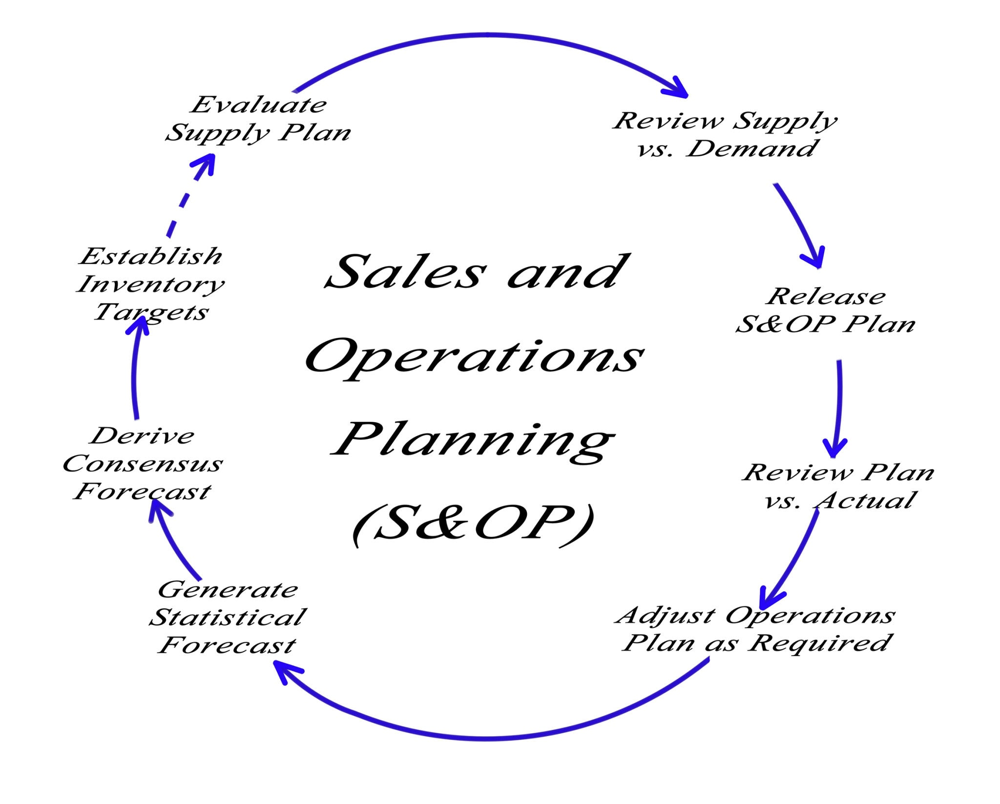 Evaluate
Supply Plan
Review Supply
vs. Demand
Release
S&OP Plan
Review Plan
vs. Actual
Adjust Operations
Plan as Required
Generate
Statistical
Forecast
Derive
Consensus
Forecast
Establish
Inventory
Targets
Sales and
Operations
Planning
(S&OP)